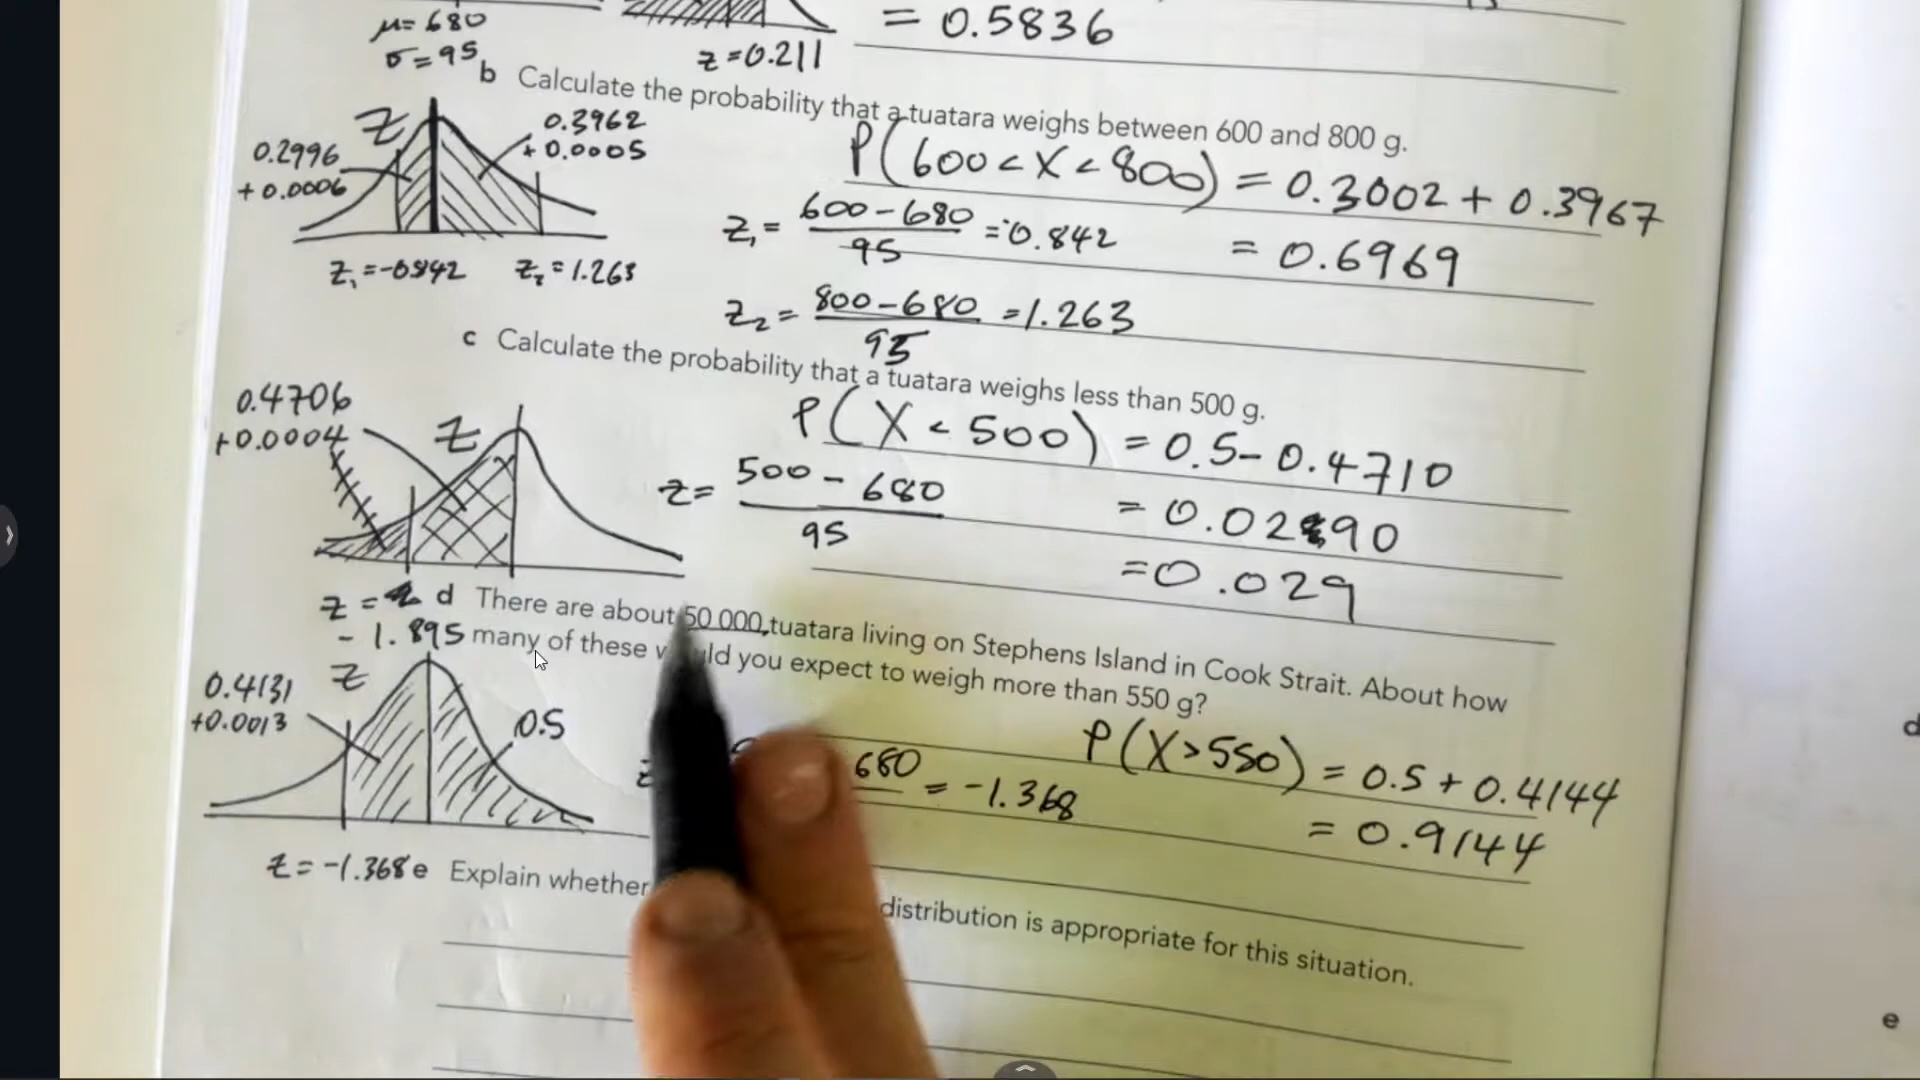 μ=680
σ=95
z=0.211
= 0.5836
b Calculate the probability that a tuatara weighs between 600 and 800 g.
z
0.3962
+0.0005
0.2996
+0.0006
P(600<X<800) = 0.3002 + 0.3967
z₁ = 600-680 / 95 = -0.842
= 0.6969
z₁=-0.842 z₂=1.263
z₂ = 800-680 / 95 = 1.263
c Calculate the probability that a tuatara weighs less than 500 g.
0.4706
+0.0004
z
P(X<500) = 0.5-0.4710
z = 500-680 / 95
= 0.0290
= 0.029
z =
-1.895
d There are about 50 000 tuatara living on Stephens Island in Cook Strait. About how
many of these would you expect to weigh more than 550 g?
z
0.4131
+0.0013
0.5
P(X>550) = 0.5 + 0.4144
680 = -1.368
= 0.9144
z=-1.368
e Explain whether distribution is appropriate for this situation.
e